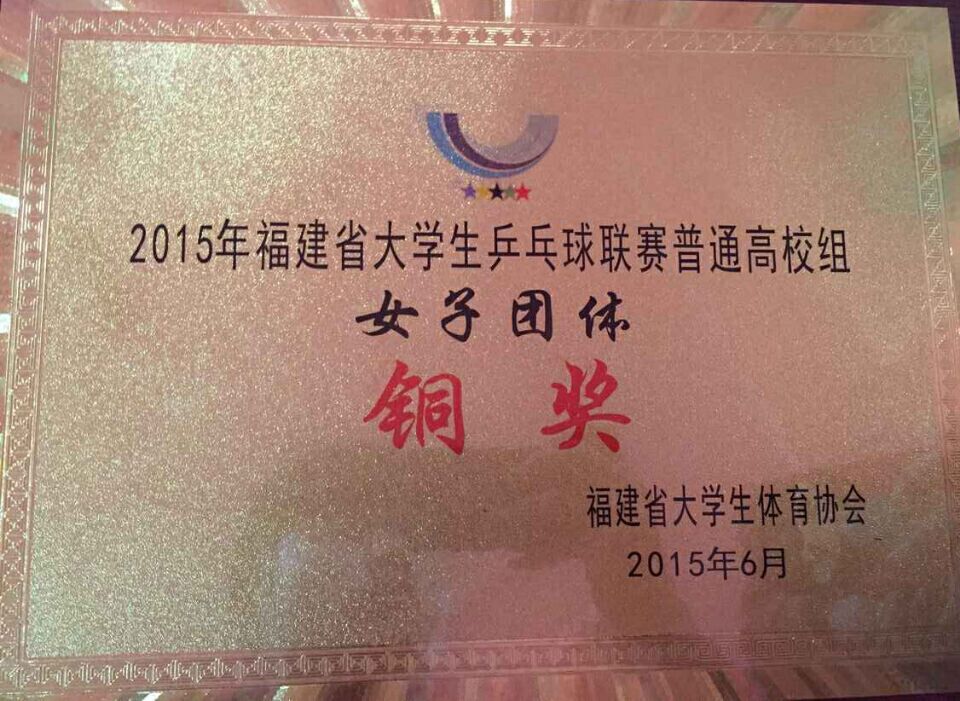 2015年福建省大学生乒乓球联赛普通高校组
女子团体
铜奖
福建省大学生体育协会
2015年6月